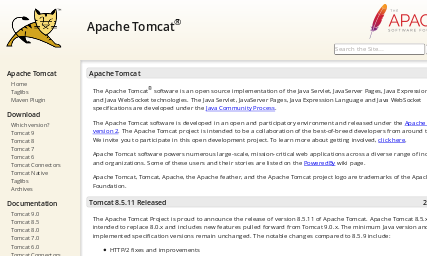 Apache Tomcat®
THE
APAC
SOFTWARE FO
Search the Site...
Apache Tomcat
Home
Taglibs
Maven Plugin
Download
Which version?
Tomcat 9
Tomcat 8
Tomcat 7
Tomcat 6
Tomcat Connectors
Tomcat Native
Taglibs
Archives
Documentation
Tomcat 9.0
Tomcat 8.5
Tomcat 8.0
Tomcat 7.0
Tomcat 6.0
Tomcat Connectors
Apache Tomcat
The Apache Tomcat® software is an open source implementation of the Java Servlet, JavaServer Pages, Java Expression
and Java WebSocket technologies. The Java Servlet, JavaServer Pages, Java Expression Language and Java WebSocket
specifications are developed under the Java Community Process.
The Apache Tomcat software is developed in an open and participatory environment and released under the Apache
version 2. The Apache Tomcat project is intended to be a collaboration of the best-of-breed developers from around t
We invite you to participate in this open development project. To learn more about getting involved, click here.
Apache Tomcat software powers numerous large-scale, mission-critical web applications across a diverse range of ind
and organizations. Some of these users and their stories are listed on the PoweredBy wiki page.
Apache Tomcat, Tomcat, Apache, the Apache feather, and the Apache Tomcat project logo are trademarks of the Apach
Foundation.
Tomcat 8.5.11 Released 2
The Apache Tomcat Project is proud to announce the release of version 8.5.11 of Apache Tomcat. Apache Tomcat 8.5.x
intended to replace 8.0.x and includes new features pulled forward from Tomcat 9.0.x. The minimum Java version and
implemented specification versions remain unchanged. The notable changes compared to 8.5.9 include:
• HTTP/2 fixes and improvements